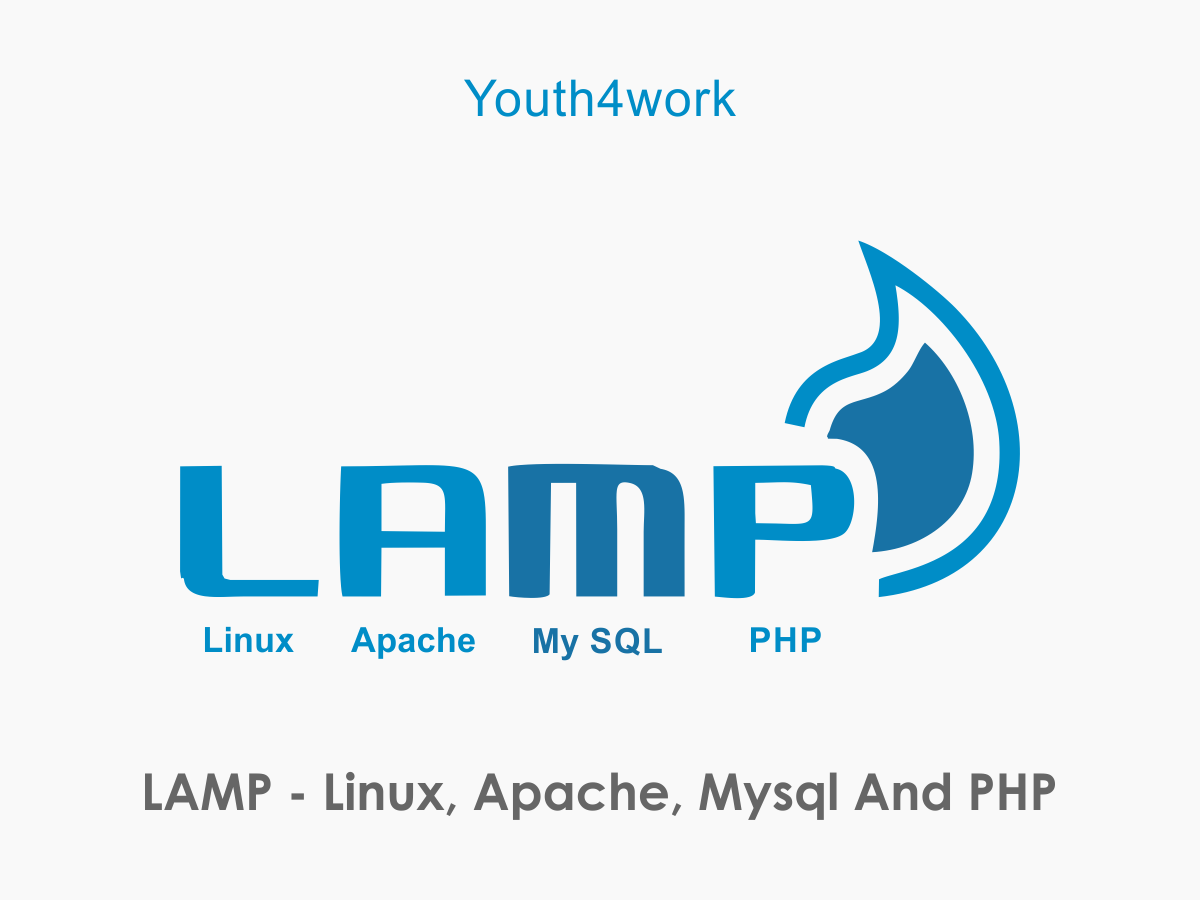 Youth4work
LAMP
Linux Apache My SQL PHP
LAMP - Linux, Apache, Mysql And PHP